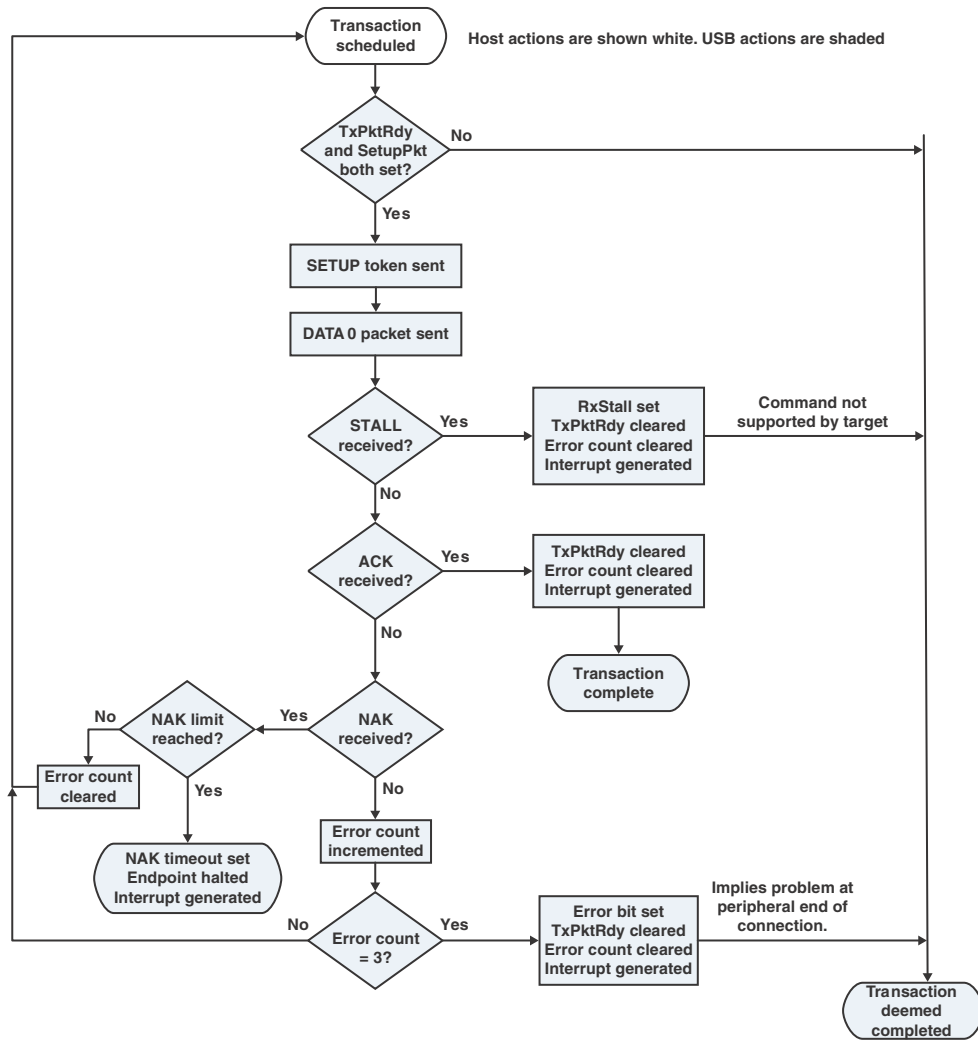 Transaction
scheduled
Host actions are shown white. USB actions are shaded
TxPktRdy
and SetupPkt
both set?
No
Yes
SETUP token sent
DATA0 packet sent
STALL
received?
Yes
RxStall set
TxPktRdy cleared
Error count cleared
Interrupt generated
Command not
supported by target
No
ACK
received?
Yes
TxPktRdy cleared
Error count cleared
Interrupt generated
No
Transaction
complete
NAK
received?
Yes
NAK limit
reached?
No
Error count
cleared
Yes
NAK timeout set
Endpoint halted
Interrupt generated
No
Error count
incremented
Error count
= 3?
No
Yes
Error bit set
TxPktRdy cleared
Error count cleared
Interrupt generated
Implies problem at
peripheral end of
connection.
Transaction
deemed
completed